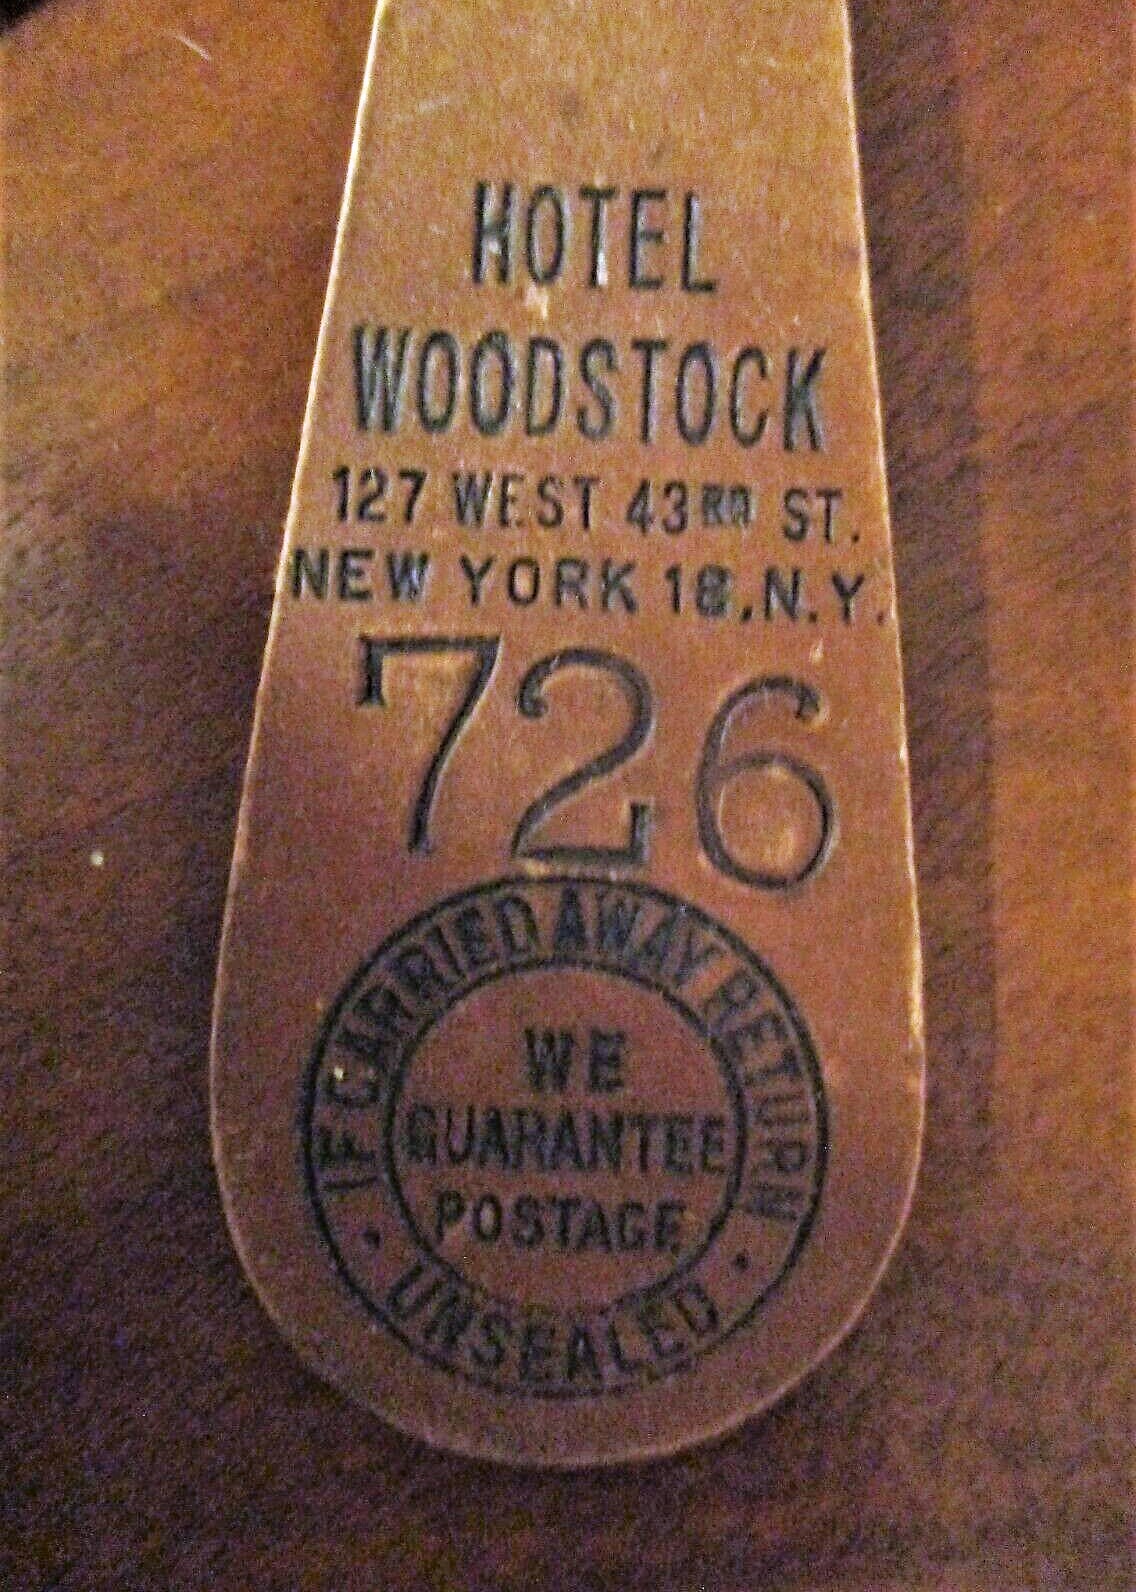 HOTEL
WOODSTOCK
127 WEST 43RD ST.
NEW YORK 18, N.Y.
726
IF CARRIED AWAY RETURN
WE
GUARANTEE
POSTAGE
· UNSEALED ·